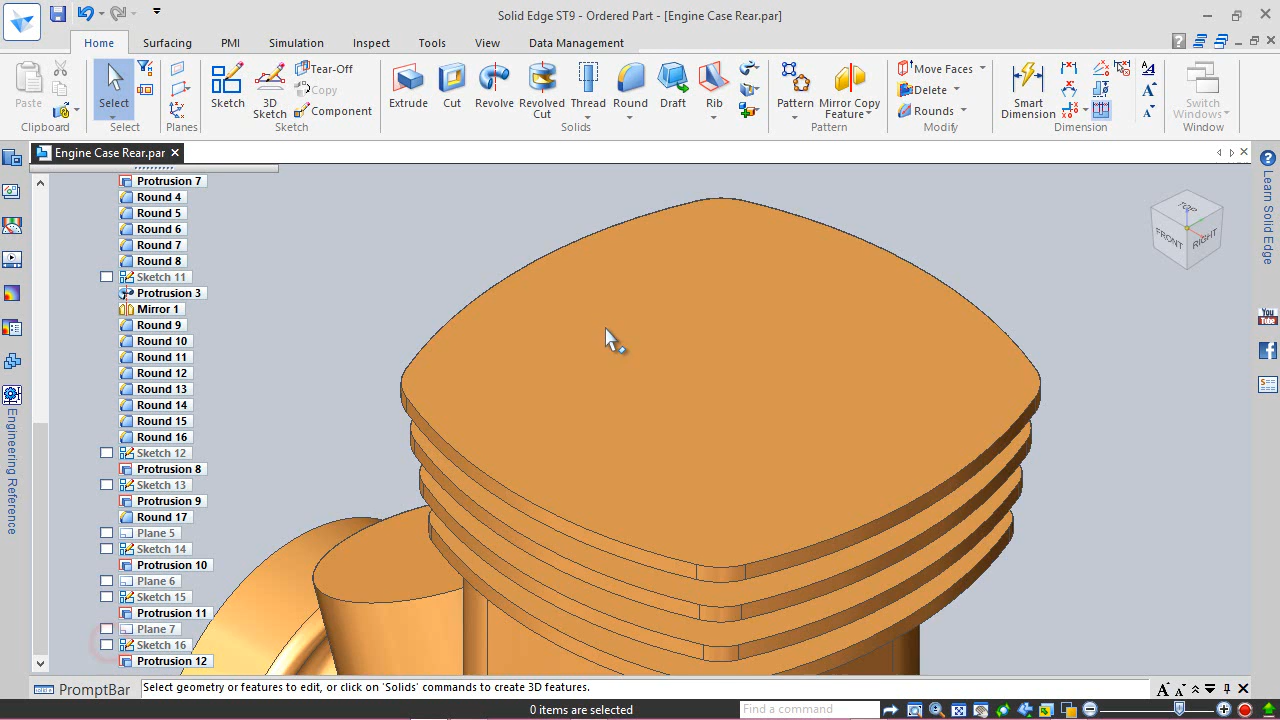 Solid Edge ST9 - Ordered Part - [Engine Case Rear.par]
Home Surfacing PMI Simulation Inspect Tools View Data Management
Paste
Clipboard
Select
Select
Planes
Sketch
3D Sketch
Tear-Off
Copy
Component
Sketch
Extrude
Cut
Revolve
Revolved Cut
Thread
Round
Draft
Rib
Solids
Pattern
Mirror Copy Feature
Pattern
Move Faces
Delete
Rounds
Modify
Smart Dimension
Dimension
Switch Windows
Window
Engine Case Rear.par
Protrusion 7
Round 4
Round 5
Round 6
Round 7
Round 8
Sketch 11
Protrusion 3
Mirror 1
Round 9
Round 10
Round 11
Round 12
Round 13
Round 14
Round 15
Round 16
Sketch 12
Protrusion 8
Sketch 13
Protrusion 9
Round 17
Plane 5
Sketch 14
Protrusion 10
Plane 6
Sketch 15
Protrusion 11
Plane 7
Sketch 16
Protrusion 12
Engineering Reference
TOP
FRONT
RIGHT
Learn Solid Edge
You Tube
PromptBar
Select geometry or features to edit, or click on 'Solids' commands to create 3D features.
0 items are selected
Find a command